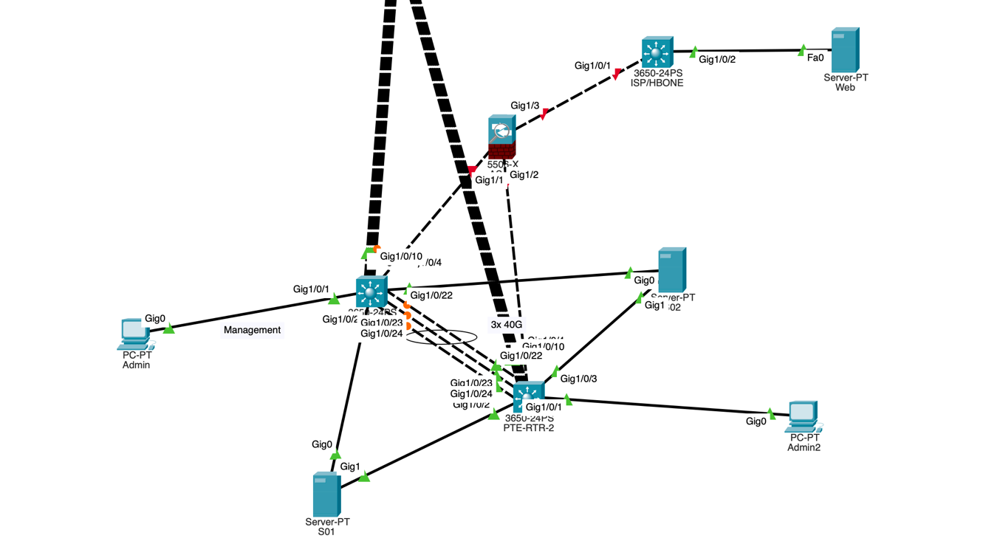 Gig1/0/1
3650-24PS
ISP/HBONE
Gig1/0/2
Fa0
Server-PT
Web
Gig1/3
Gig1/1
Gig1/2
Gig1/0/10
Gig1/0/1
Gig1/0/22
Gig0
Gig1
Gig0
Management
PC-PT
Admin
Gig1/0/23
Gig1/0/24
3x 40G
Gig1/0/10
Gig1/0/22
Gig1/0/23
Gig1/0/24
Gig1/0/2
Gig1/0/3
Gig1/0/1
3650-24PS
PTE-RTR-2
Gig0
PC-PT
Admin2
Gig0
Gig1
Server-PT
S01